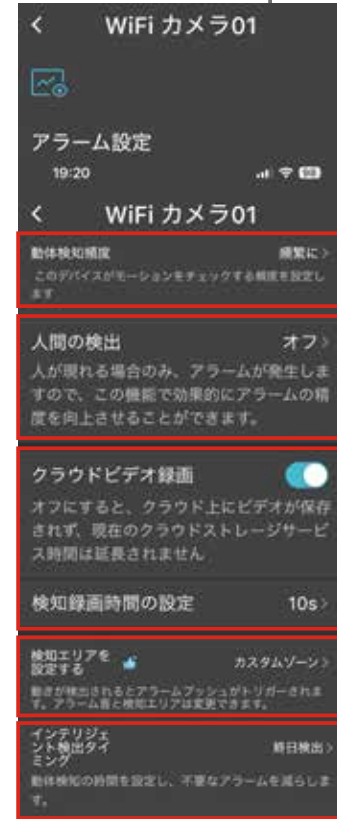 < WiFi カメラ01
アラーム設定
19:20
< WiFi カメラ01
動体検知頻度 頻繁に >
このデバイスがモーションをチェックする頻度を設定し
ます
人間の検出 オフ >
人が現れる場合のみ、アラームが発生しま
すので、この機能で効果的にアラームの精
度を向上させることができます。
クラウドビデオ録画
オフにすると、クラウド上にビデオが保存
されず、現在のクラウドストレージサービ
ス時間は延長されません
検知録画時間の設定 10s >
検知エリアを
設定する カスタムゾーン >
動きが検出されるとアラームプッシュがトリガーされま
す。アラーム音と検知エリアは変更できます。
インテリジェ
ント検出タイ
ミング 終日検出 >
動体検知の時間を設定し、不要なアラームを減らしま
す。